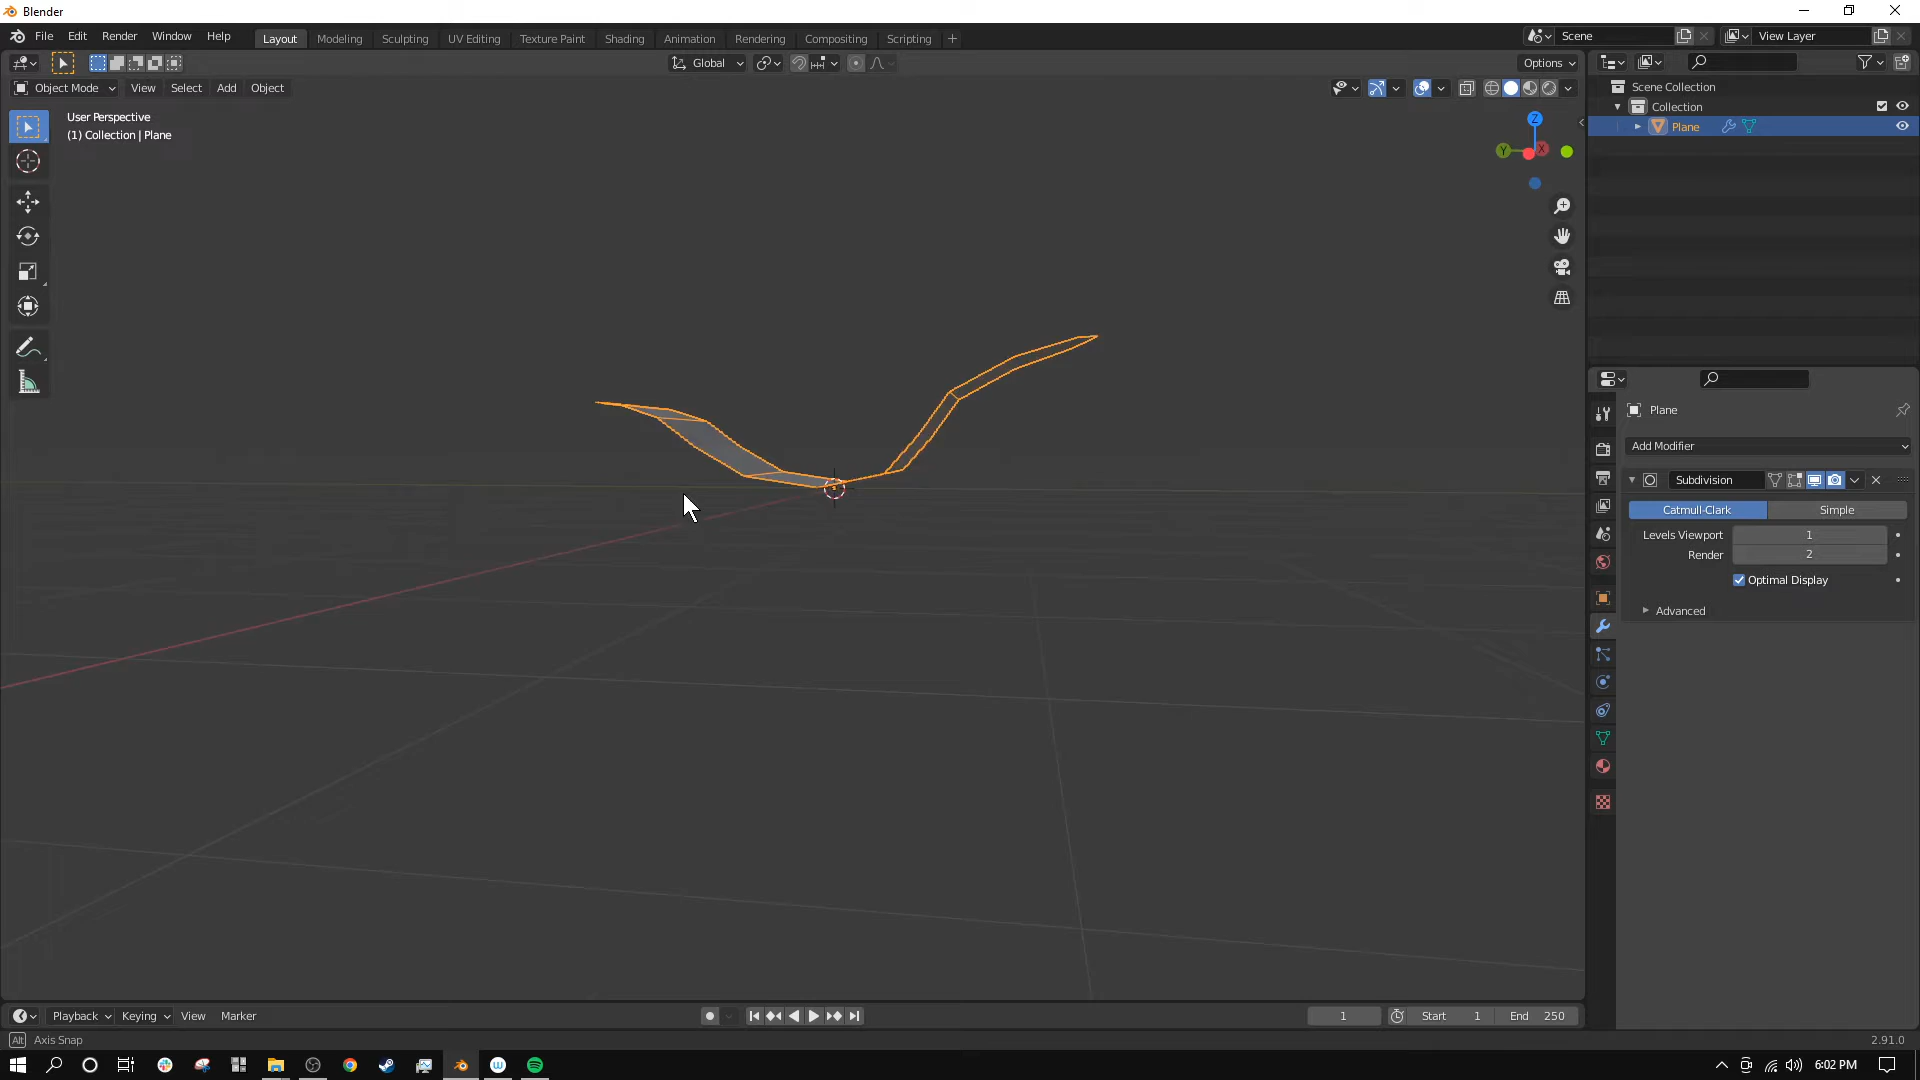 Blender
File Edit Render Window Help
Layout Modeling Sculpting UV Editing Texture Paint Shading Animation Rendering Compositing Scripting +
Scene
View Layer
Global
Options
Object Mode View Select Add Object
User Perspective
(1) Collection | Plane
Z
Y
X
Scene Collection
Collection
Plane
Plane
Add Modifier
Subdivision
Catmull-Clark Simple
Levels Viewport 1
Render 2
Optimal Display
Advanced
Playback Keying View Marker
1
Start 1
End 250
Alt Axis Snap
2.91.0
6:02 PM